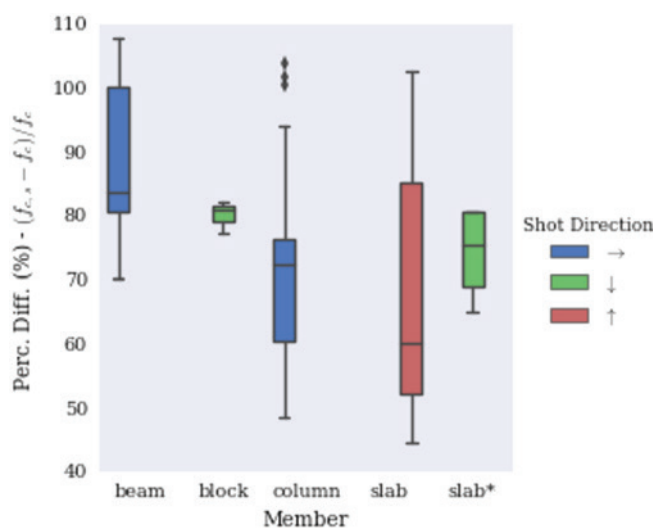 110
100
90
80
70
60
50
40
Perc. Diff. (%) - (f_{c,s} − f_c)/f_c
beam block column slab slab*
Member
Shot Direction
→
↓
↑